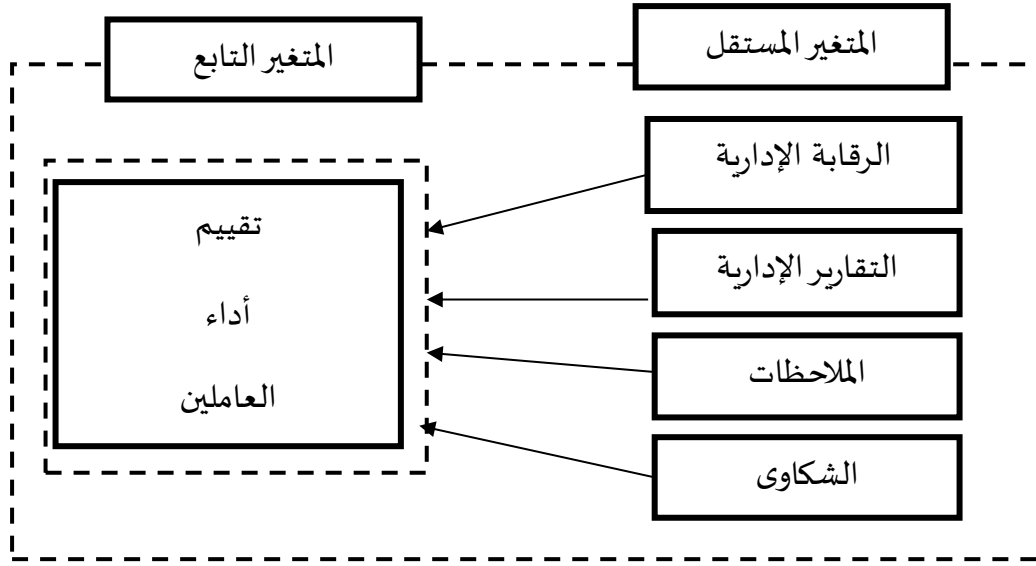 المتغير المستقل
المتغير التابع
الرقابة الإدارية
التقارير الإدارية
الملاحظات
الشكاوى
تقييم
أداء
العاملين